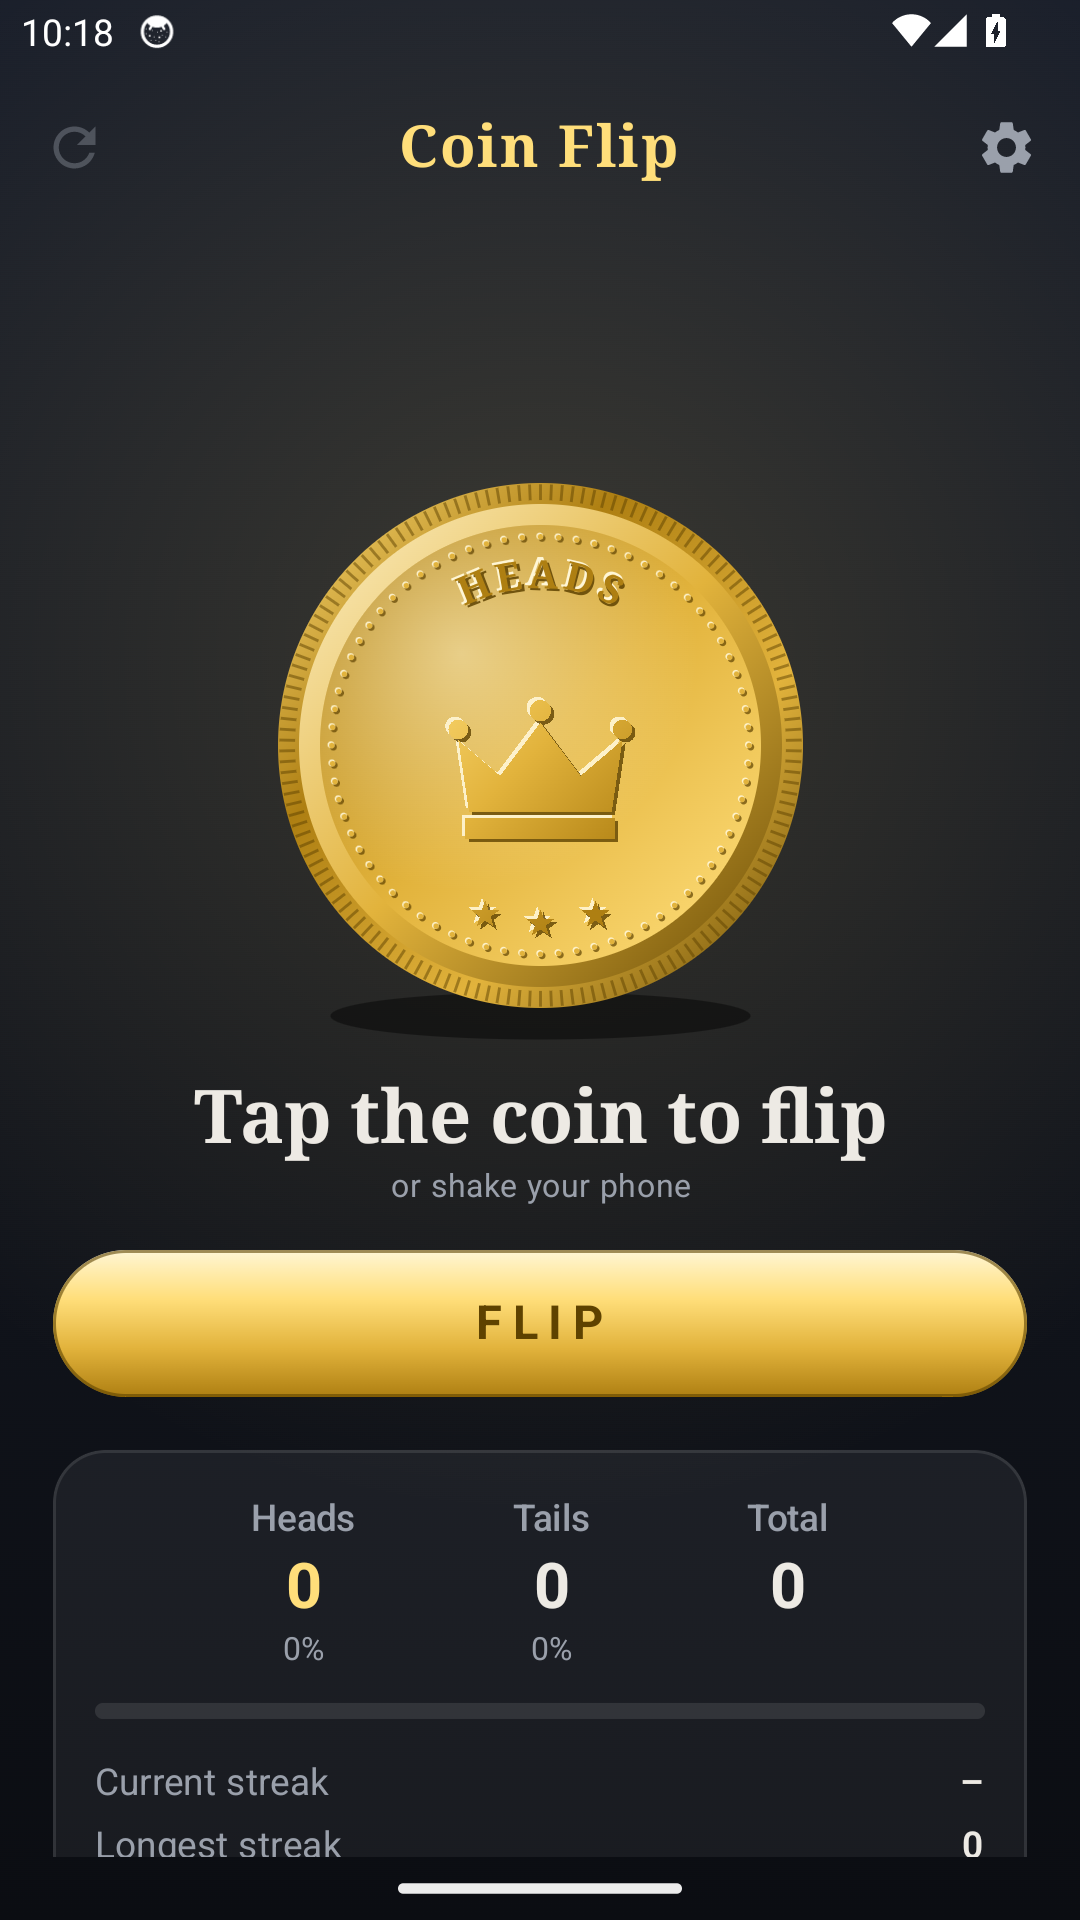 10:18
Coin Flip
HEADS
Tap the coin to flip
or shake your phone
FLIP
Heads Tails Total
0 0 0
0% 0%
Current streak –
Longest streak 0